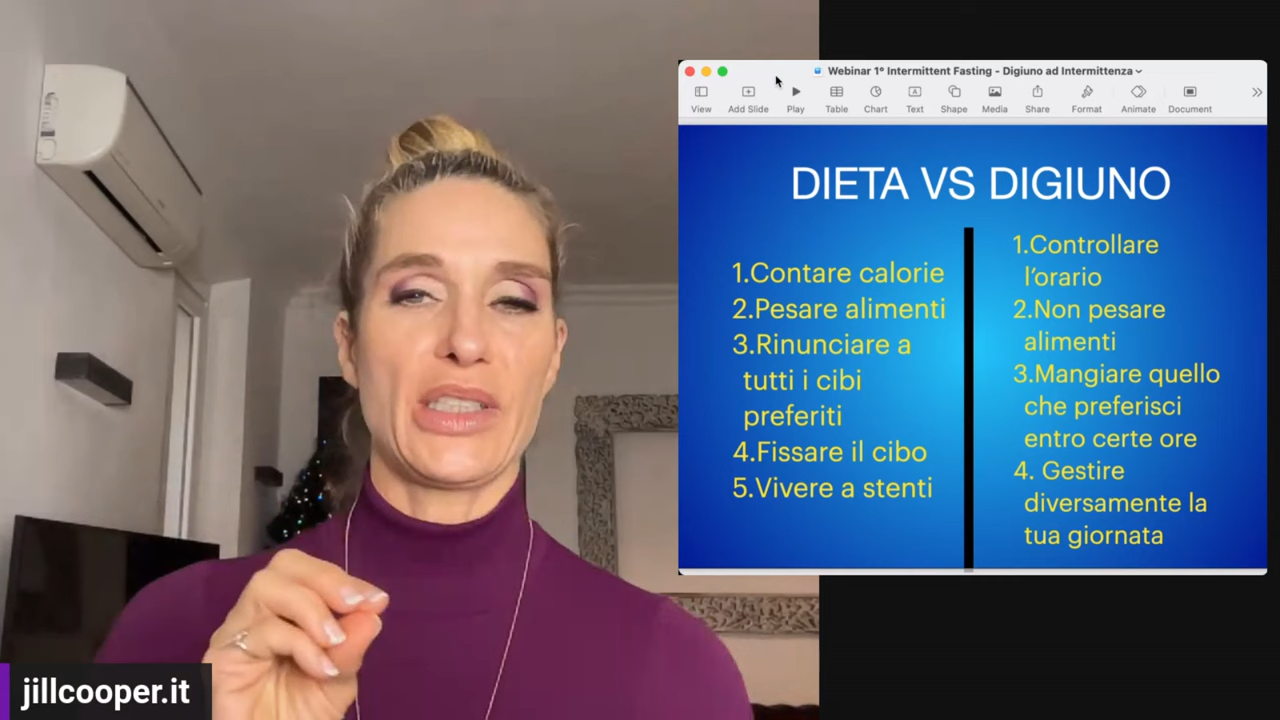 Webinar 1° Intermittent Fasting - Digiuno ad Intermittenza
View Add Slide Play Table Chart Text Shape Media Share Format Animate Document
DIETA VS DIGIUNO
1.Contare calorie
2.Pesare alimenti
3.Rinunciare a
tutti i cibi
preferiti
4.Fissare il cibo
5.Vivere a stenti
1.Controllare
l'orario
2.Non pesare
alimenti
3.Mangiare quello
che preferisci
entro certe ore
4. Gestire
diversamente la
tua giornata
jillcooper.it